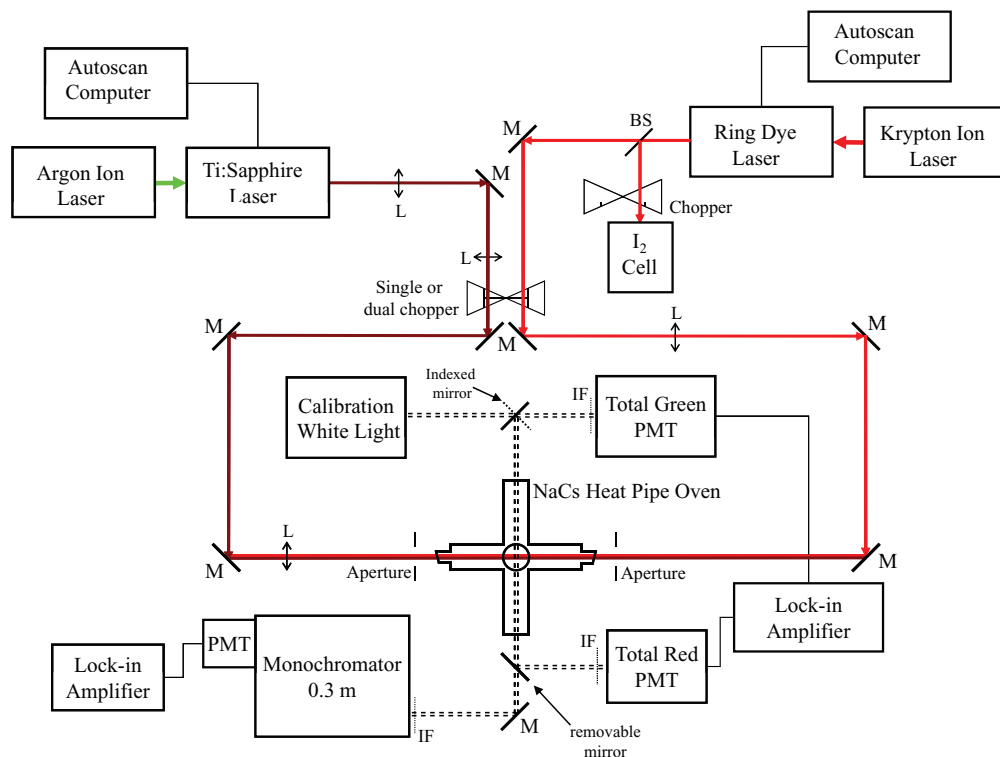 Autoscan
Computer
Autoscan
Computer
Argon Ion
Laser
Ti:Sapphire
Laser
L
M
M
BS
Ring Dye
Laser
Krypton Ion
Laser
Chopper
I2
Cell
L
Single or
dual chopper
M
M
L
M
Indexed
mirror
Calibration
White Light
IF
Total Green
PMT
NaCs Heat Pipe Oven
L
M
Aperture
Aperture
M
Lock-in
Amplifier
PMT
Monochromator
0.3 m
Lock-in
Amplifier
IF
Total Red
PMT
IF
M
removable
mirror